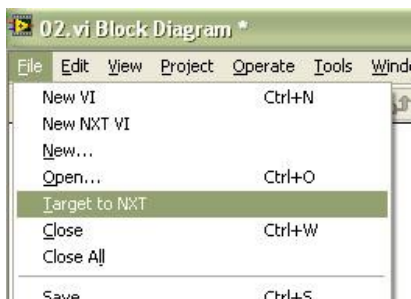 02.vi Block Diagram *
File Edit View Project Operate Tools
New VI Ctrl+N
New NXT VI
New...
Open... Ctrl+O
Target to NXT
Close Ctrl+W
Close All
Save Ctrl+S